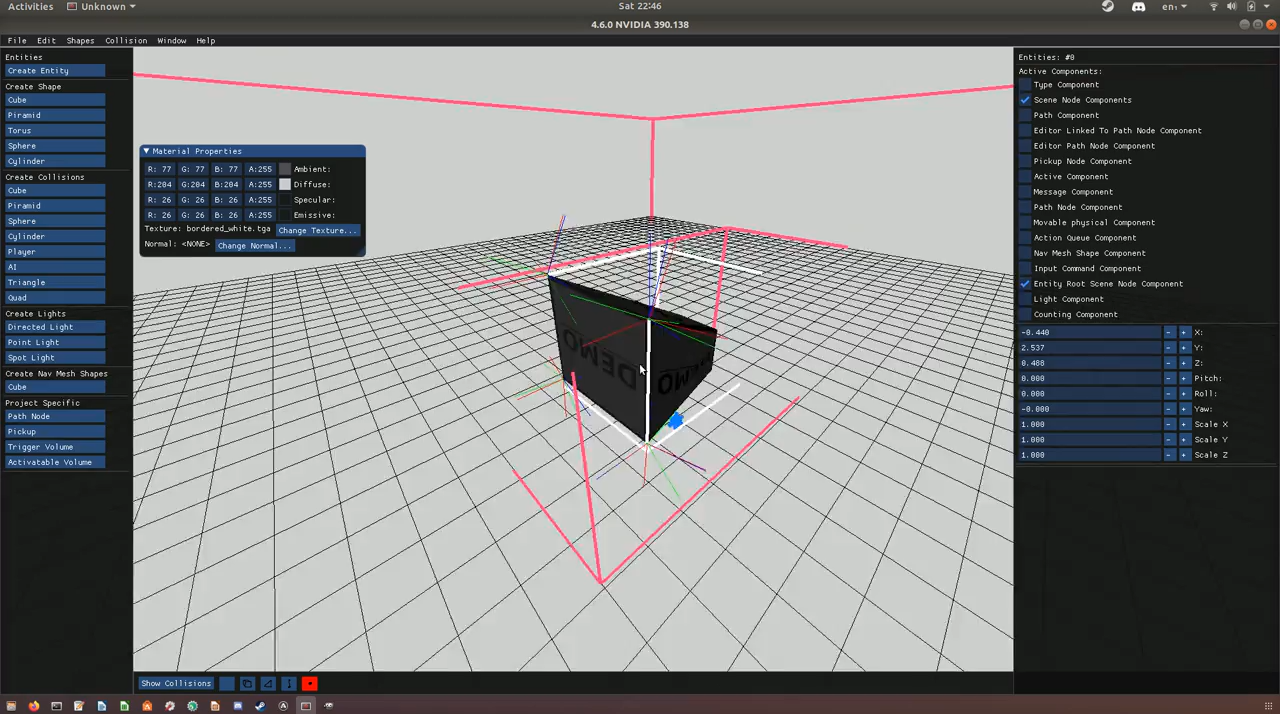 Activities
Unknown
Sat 22:46
en₁
4.6.0 NVIDIA 390.138
File Edit Shapes Collision Window Help
Entities
Create Entity
Create Shape
Cube
Piramid
Torus
Sphere
Cylinder
Create Collisions
Cube
Piramid
Sphere
Cylinder
Player
AI
Triangle
Quad
Create Lights
Directed Light
Point Light
Spot Light
Create Nav Mesh Shapes
Cube
Project Specific
Path Node
Pickup
Trigger Volume
Activatable Volume
Material Properties
R: 77 G: 77 B: 77 A:255 Ambient:
R:204 G:204 B:204 A:255 Diffuse:
R: 26 G: 26 B: 26 A:255 Specular:
R: 26 G: 26 B: 26 A:255 Emissive:
Texture: bordered_white.tga Change Texture...
Normal: <NONE> Change Normal...
DEMO
DEMO
Show Collisions
Entities: #0
Active Components:
Type Component
Scene Node Components
Path Component
Editor Linked To Path Node Component
Editor Path Node Component
Pickup Node Component
Active Component
Message Component
Path Node Component
Movable physical Component
Action Queue Component
Nav Mesh Shape Component
Input Command Component
Entity Root Scene Node Component
Light Component
Counting Component
-0.440 - + X:
2.537 - + Y:
0.488 - + Z:
0.000 - + Pitch:
0.000 - + Roll:
-0.000 - + Yaw:
1.000 - + Scale X
1.000 - + Scale Y
1.000 - + Scale Z